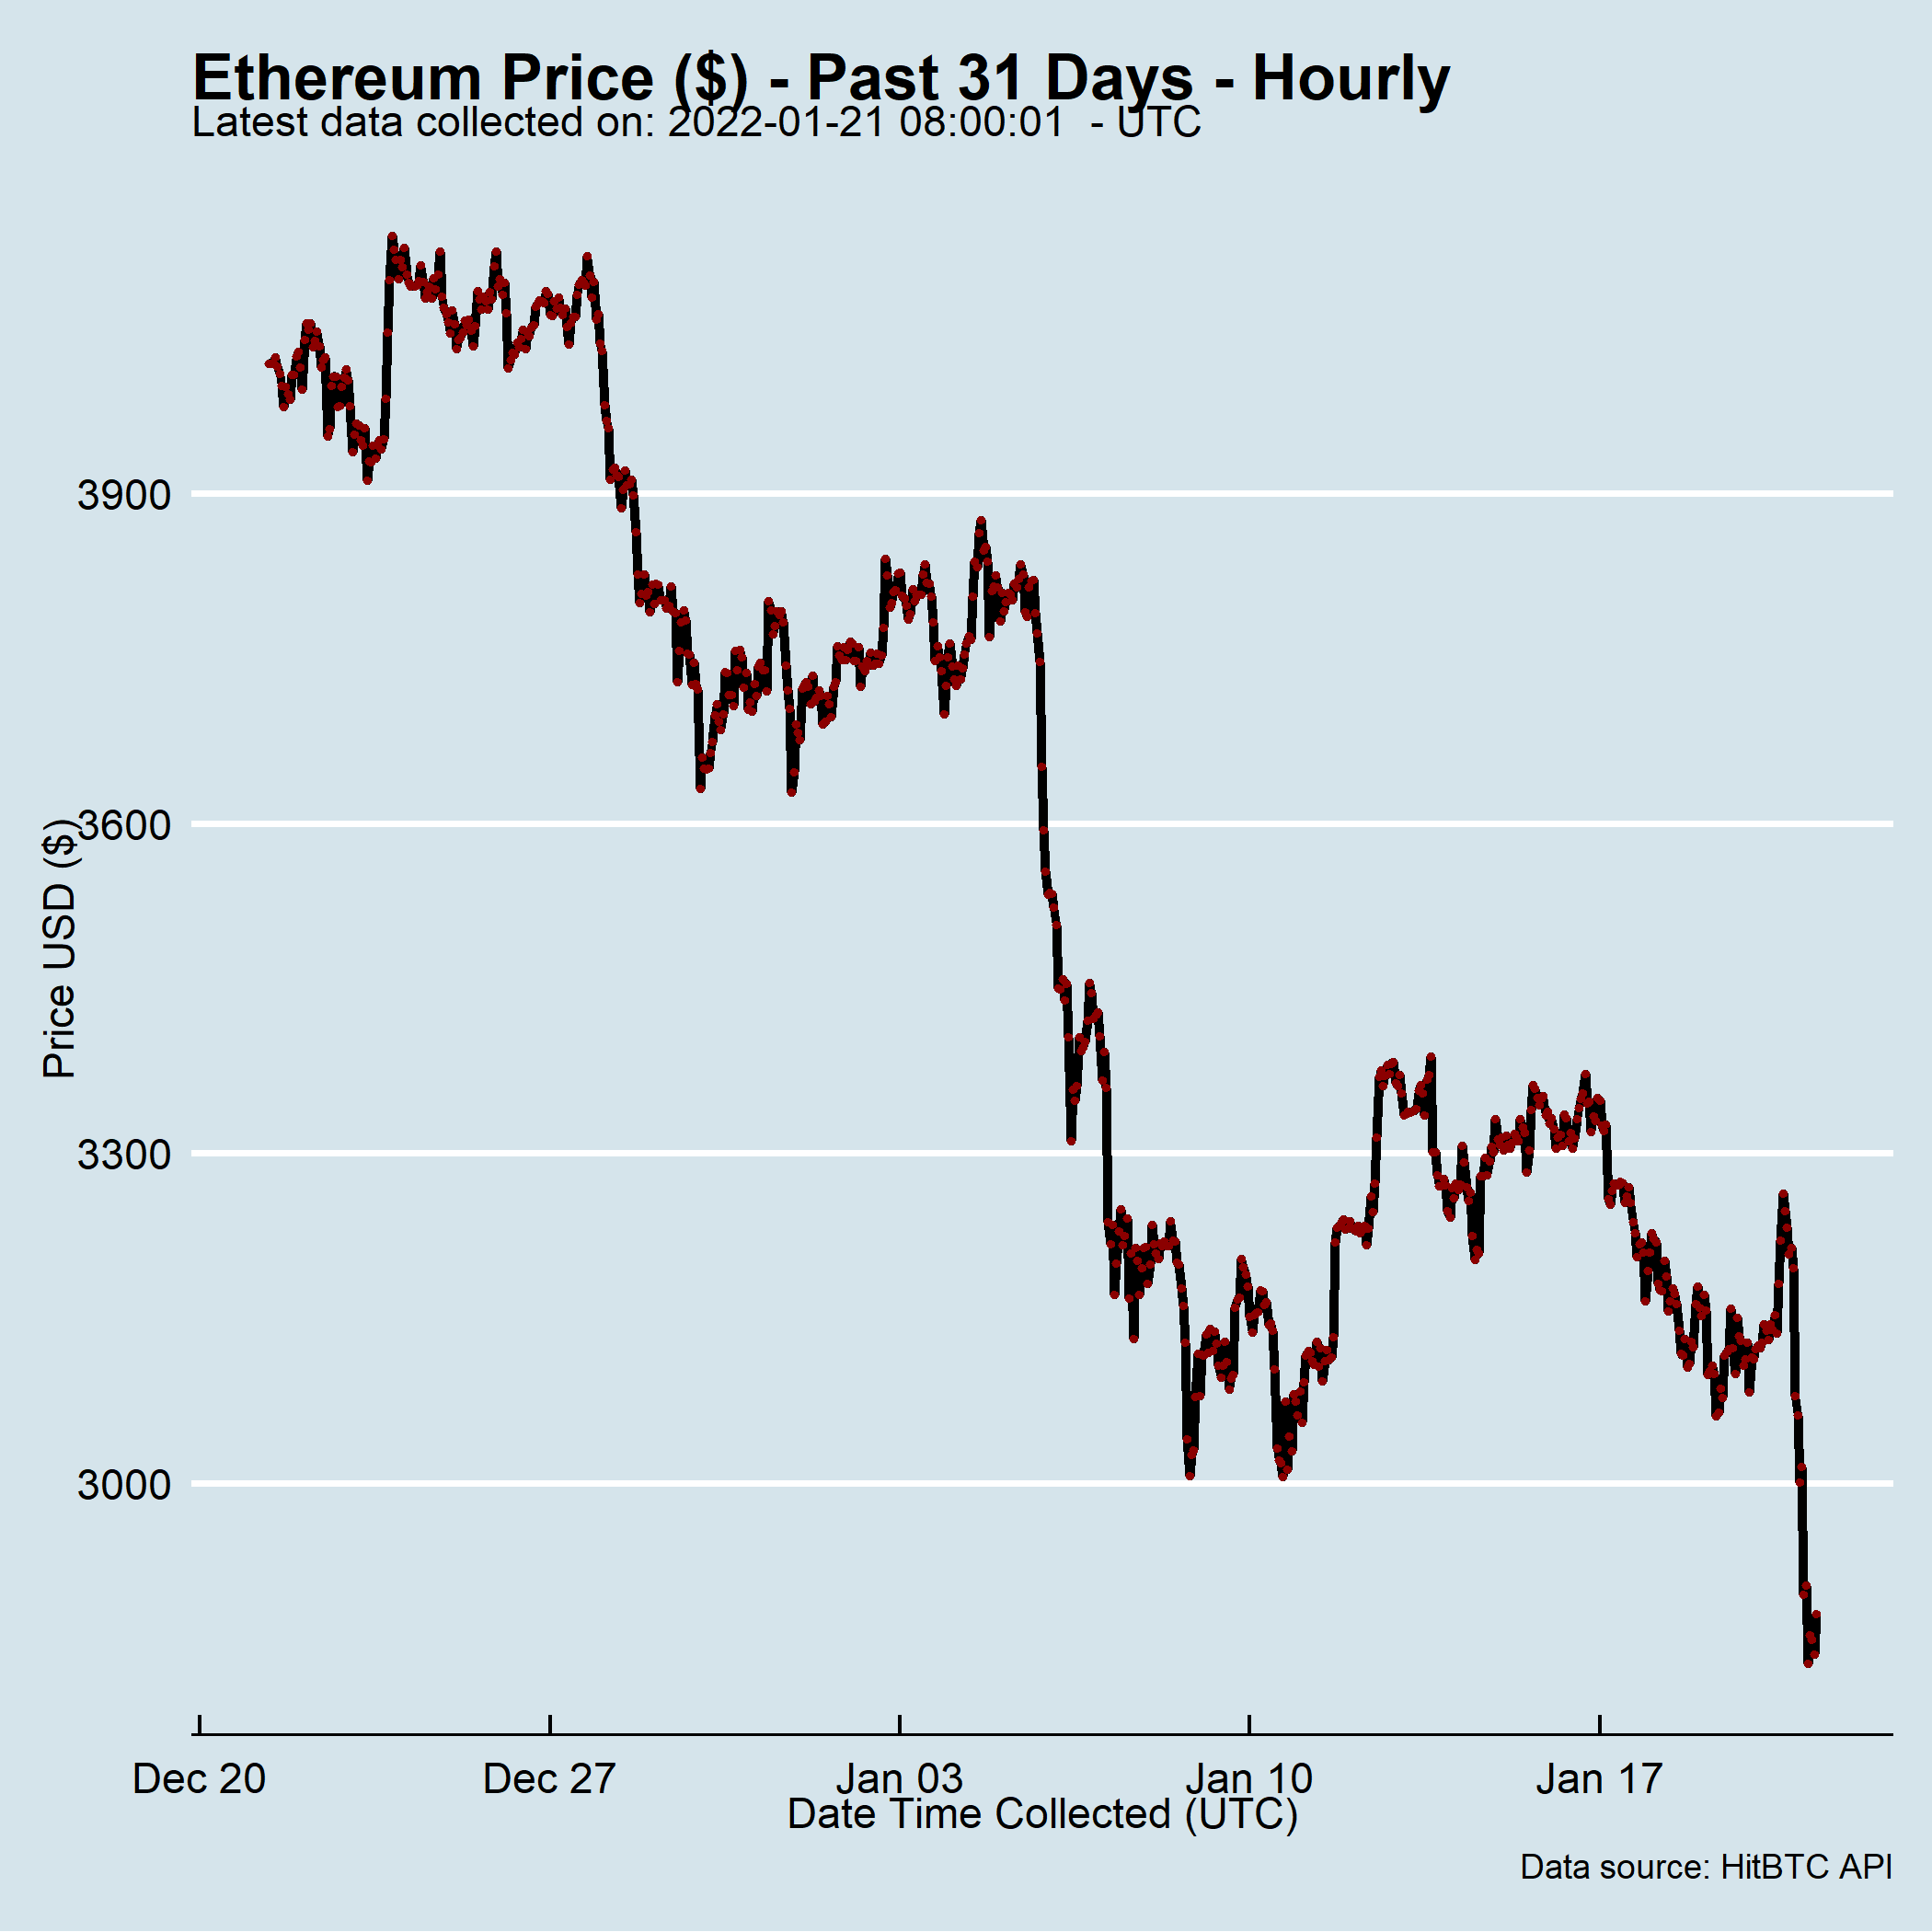 Ethereum Price ($) - Past 31 Days - Hourly
Latest data collected on: 2022-01-21 08:00:01  - UTC
Price USD ($)
3900
3600
3300
3000
Dec 20
Dec 27
Jan 03
Jan 10
Jan 17
Date Time Collected (UTC)
Data source: HitBTC API